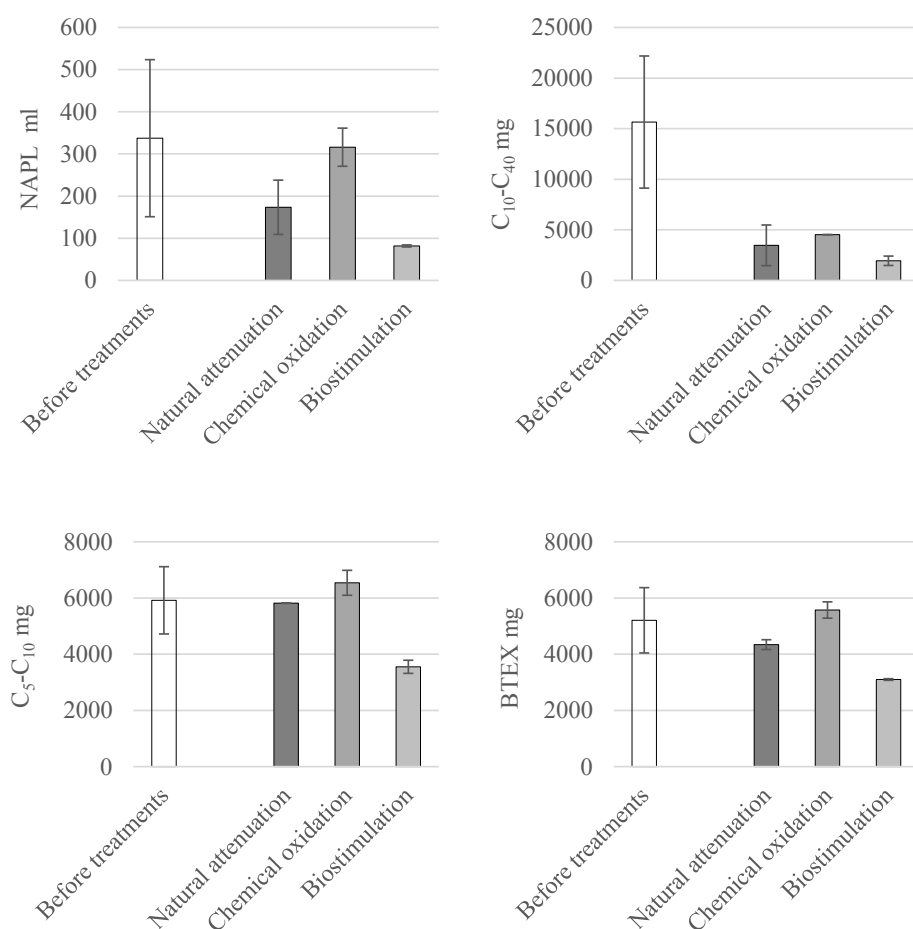 600
500
400
300
200
100
0
NAPL  ml
Before treatments
Natural attenuation
Chemical oxidation
Biostimulation
25000
20000
15000
10000
5000
0
C₁₀-C₄₀ mg
Before treatments
Natural attenuation
Chemical oxidation
Biostimulation
8000
6000
4000
2000
0
C₅-C₁₀ mg
Before treatments
Natural attenuation
Chemical oxidation
Biostimulation
8000
6000
4000
2000
0
BTEX mg
Before treatments
Natural attenuation
Chemical oxidation
Biostimulation